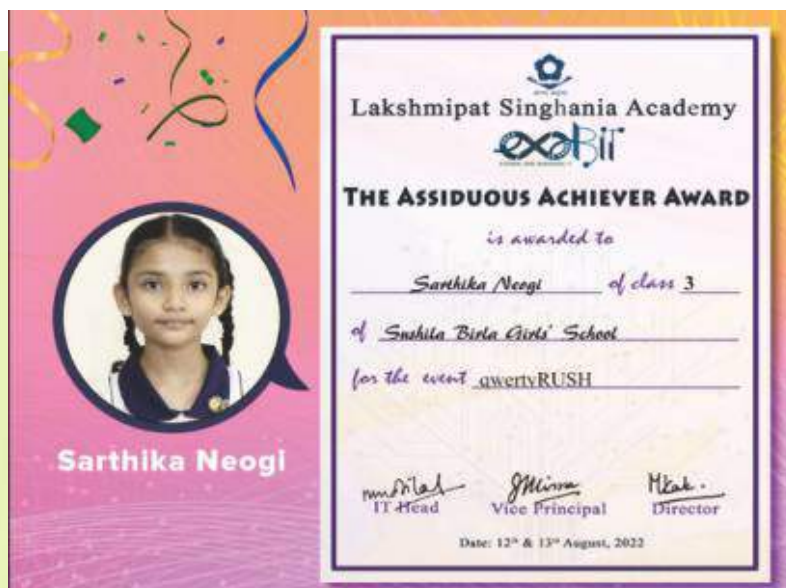 Lakshmipat Singhania Academy
exoBiT
THE ASSIDUOUS ACHIEVER AWARD
is awarded to
Sarthika Neogi of class 3
of Sushila Birla Girls' School
for the event qwertyRUSH
IT Head Vice Principal Director
Date: 12th & 13th August, 2022
Sarthika Neogi